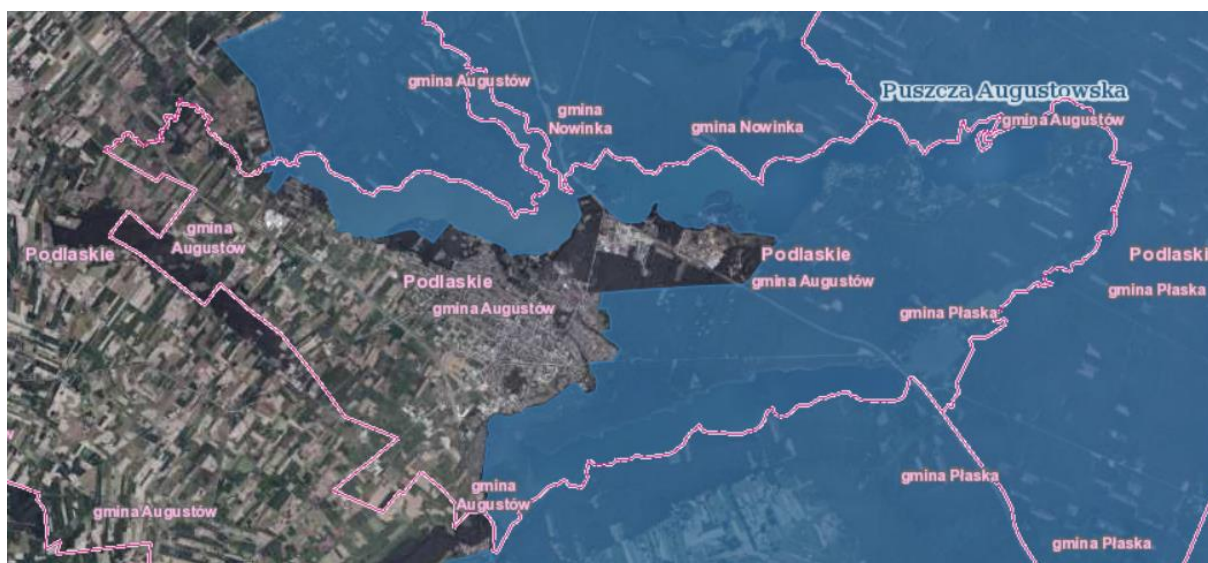 gmina Augustów
gmina
Nowinka
gmina Nowinka
Puszcza Augustowska
gmina Augustów
gmina
Augustów
Podlaskie
Podlaskie
gmina Augustów
Podlaskie
gmina Augustów
Podlaski
gmina Płaska
gmina Płaska
gmina
Augustów
gmina Płaska
gmina Augustów
gmina Płaska